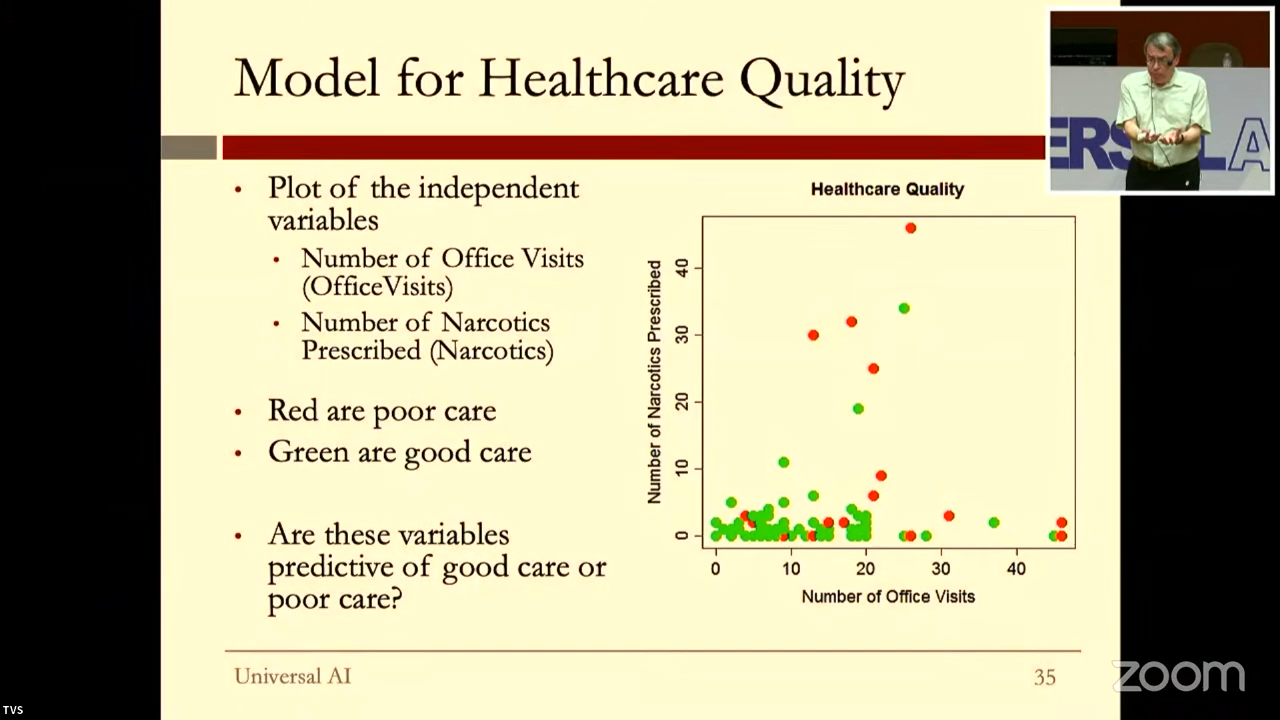 Model for Healthcare Quality
• Plot of the independent
variables
• Number of Office Visits
(OfficeVisits)
• Number of Narcotics
Prescribed (Narcotics)
• Red are poor care
• Green are good care
• Are these variables
predictive of good care or
poor care?
Healthcare Quality
Number of Narcotics Prescribed
40
30
20
10
0
0 10 20 30 40
Number of Office Visits
Universal AI
35
ERS
L A
zoom
TVS